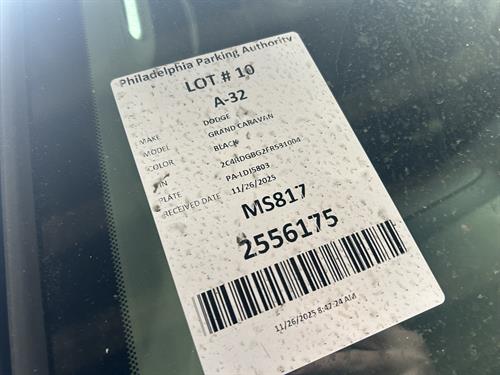 Philadelphia Parking Authority
LOT # 10
A-32
MAKE DODGE
MODEL GRAND CARAVAN
COLOR BLACK
VIN 2C4RDGBG2FR531004
PLATE PA-LDJ5803
RECEIVED DATE 11/26/2025
MS817
2556175
11/26/2025 8:47:24 AM